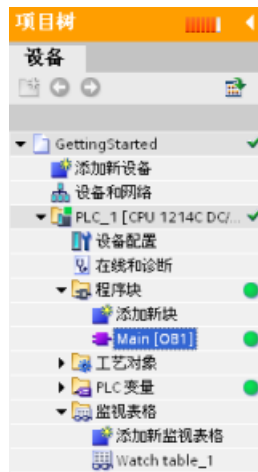 项目树
设备
GettingStarted
添加新设备
设备和网络
PLC_1 [CPU 1214C DC/...
设备配置
在线和诊断
程序块
添加新块
Main [OB1]
工艺对象
PLC 变量
监视表格
添加新监视表格
Watch table_1